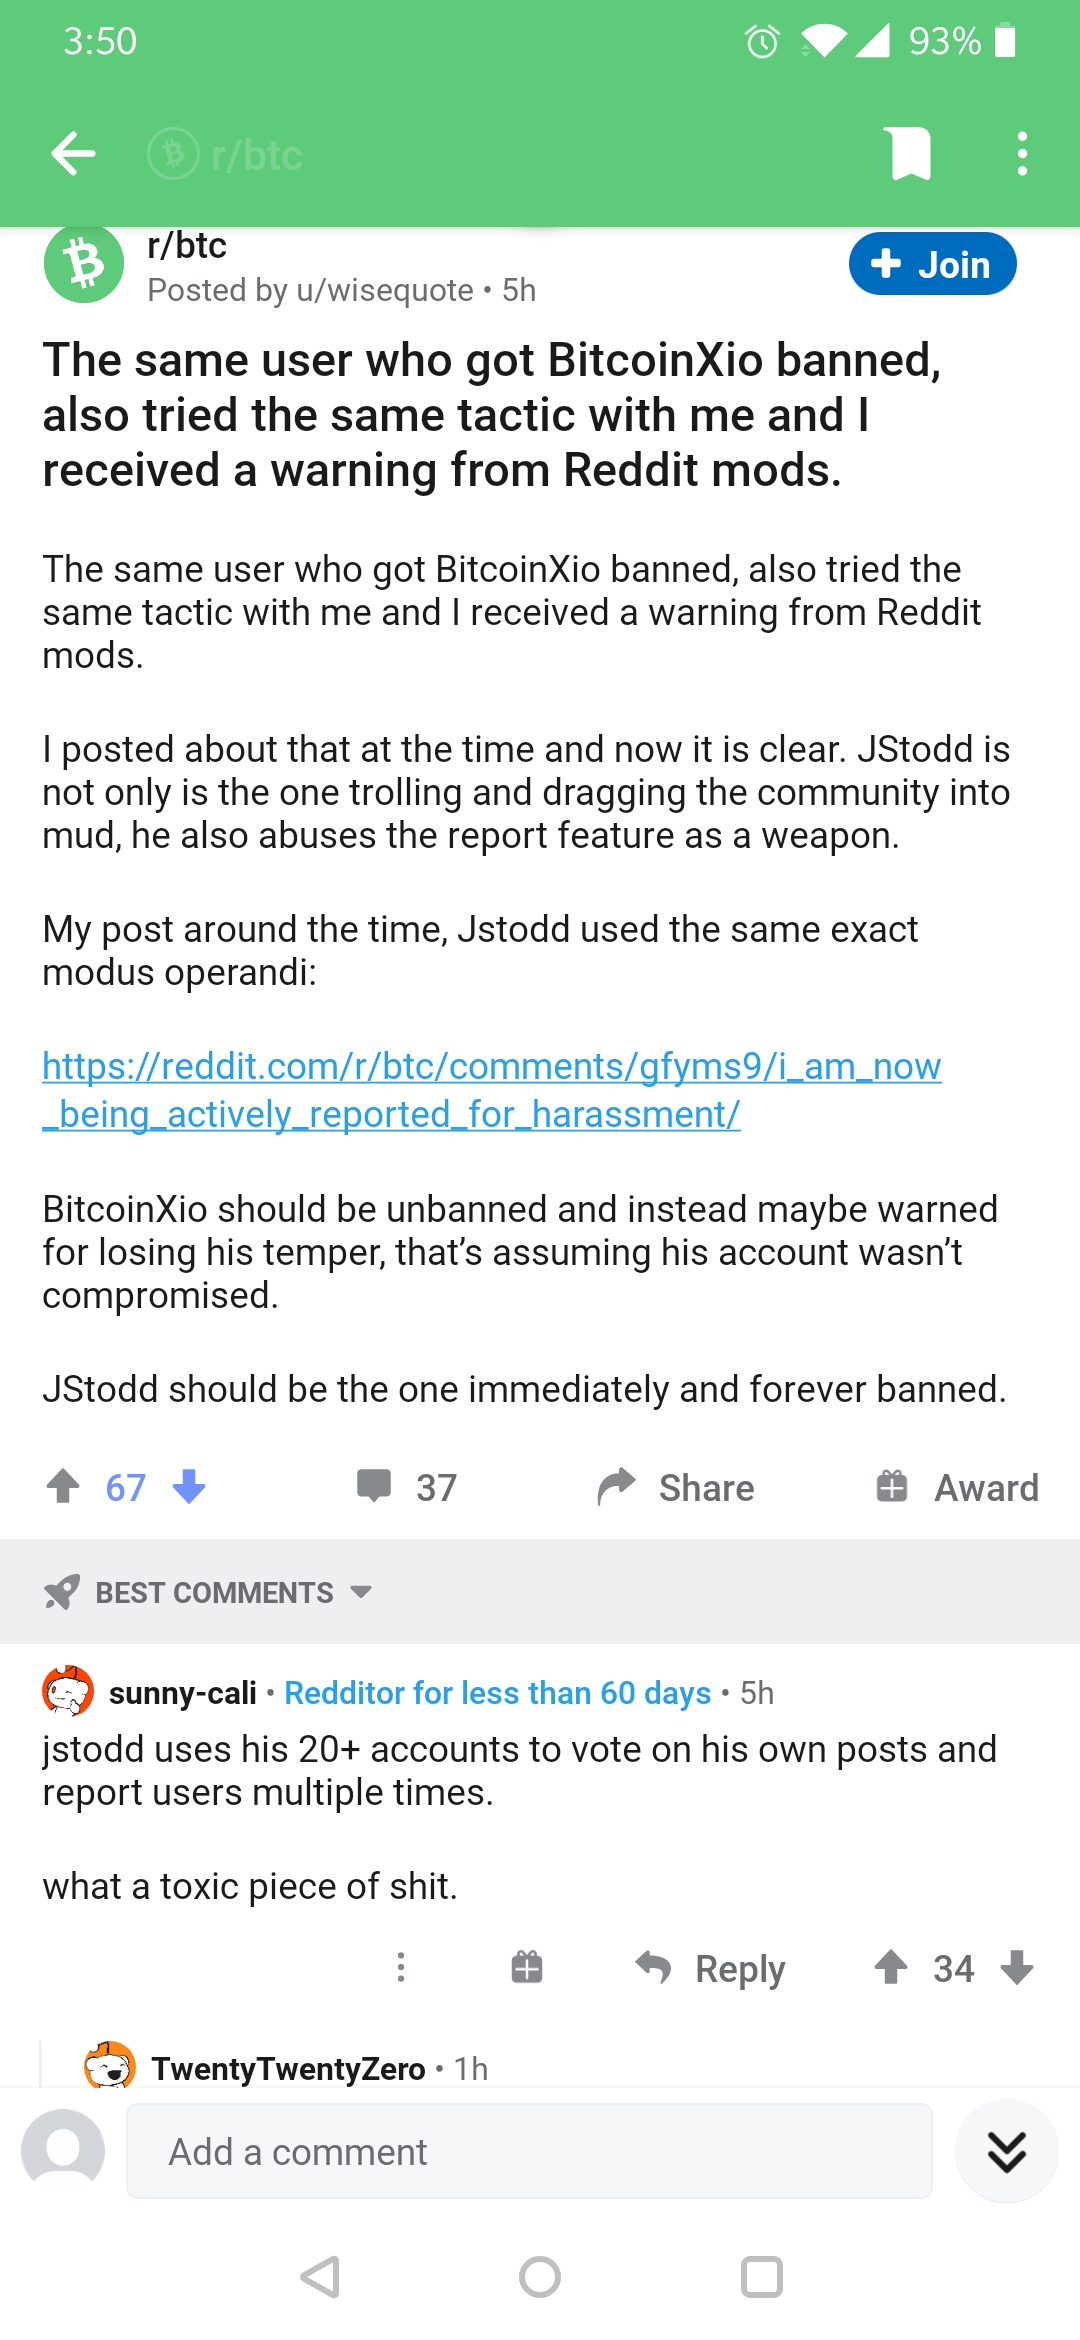 3:50
93%
r/btc
r/btc
Posted by u/wisequote • 5h
+ Join
The same user who got BitcoinXio banned,
also tried the same tactic with me and I
received a warning from Reddit mods.
The same user who got BitcoinXio banned, also tried the
same tactic with me and I received a warning from Reddit
mods.
I posted about that at the time and now it is clear. JStodd is
not only is the one trolling and dragging the community into
mud, he also abuses the report feature as a weapon.
My post around the time, Jstodd used the same exact
modus operandi:
https://reddit.com/r/btc/comments/gfyms9/i_am_now
_being_actively_reported_for_harassment/
BitcoinXio should be unbanned and instead maybe warned
for losing his temper, that’s assuming his account wasn’t
compromised.
JStodd should be the one immediately and forever banned.
67 37 Share Award
BEST COMMENTS
sunny-cali • Redditor for less than 60 days • 5h
jstodd uses his 20+ accounts to vote on his own posts and
report users multiple times.
what a toxic piece of shit.
Reply 34
TwentyTwentyZero • 1h
Add a comment